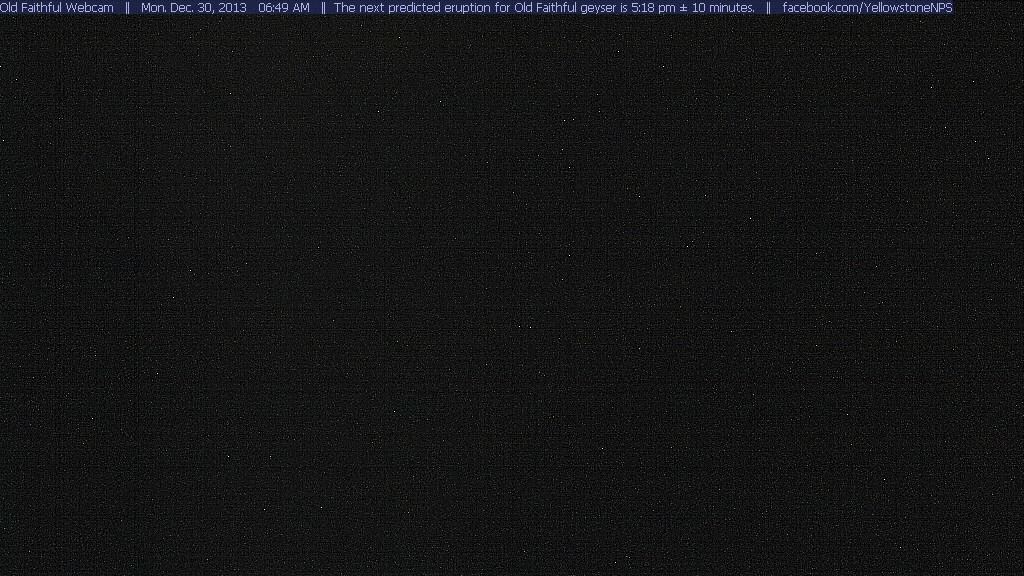 Old Faithful Webcam || Mon. Dec. 30, 2013 06:49 AM || The next predicted eruption for Old Faithful geyser is 5:18 pm ± 10 minutes. || facebook.com/YellowstoneNPS